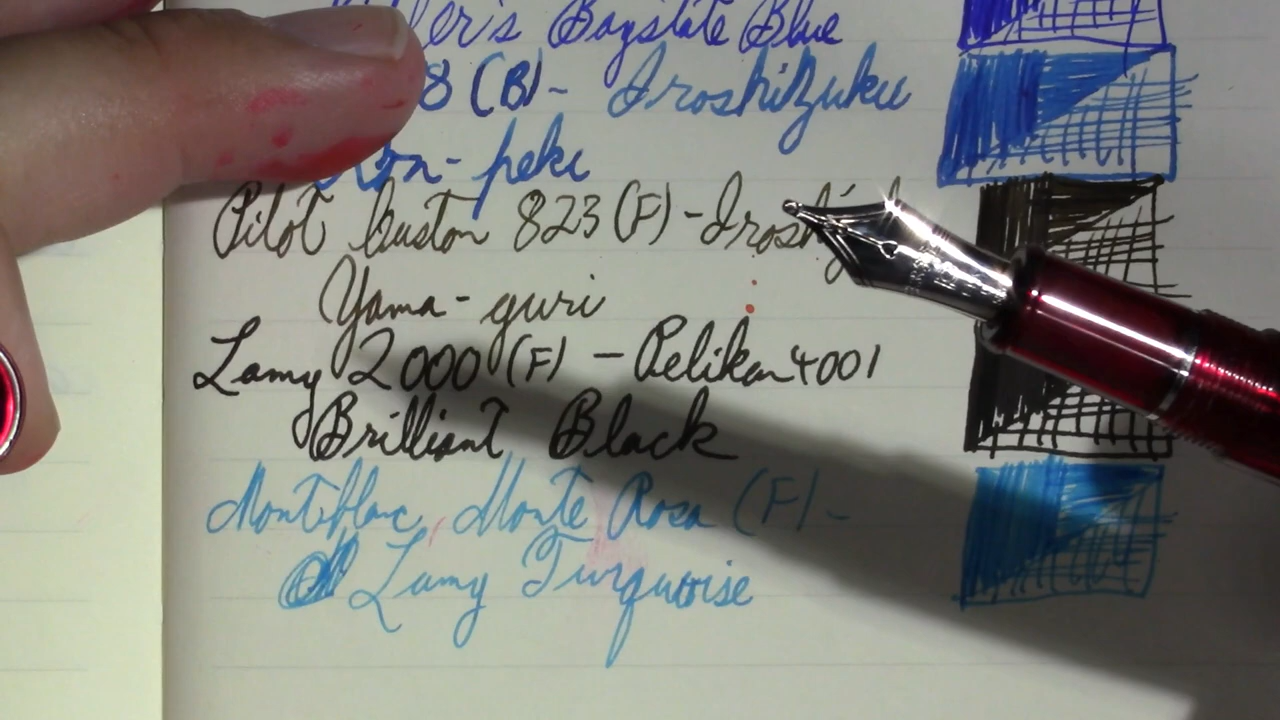 ler's Baystate Blue
8 (B) - Iroshizuku
Kon-peki
Pilot Custom 823 (F) - Irosh
Yama-guri
Lamy 2000 (F) - Pelikan 4001
Brilliant Black
Montblanc Monte Rosa (F) -
Lamy Turquoise